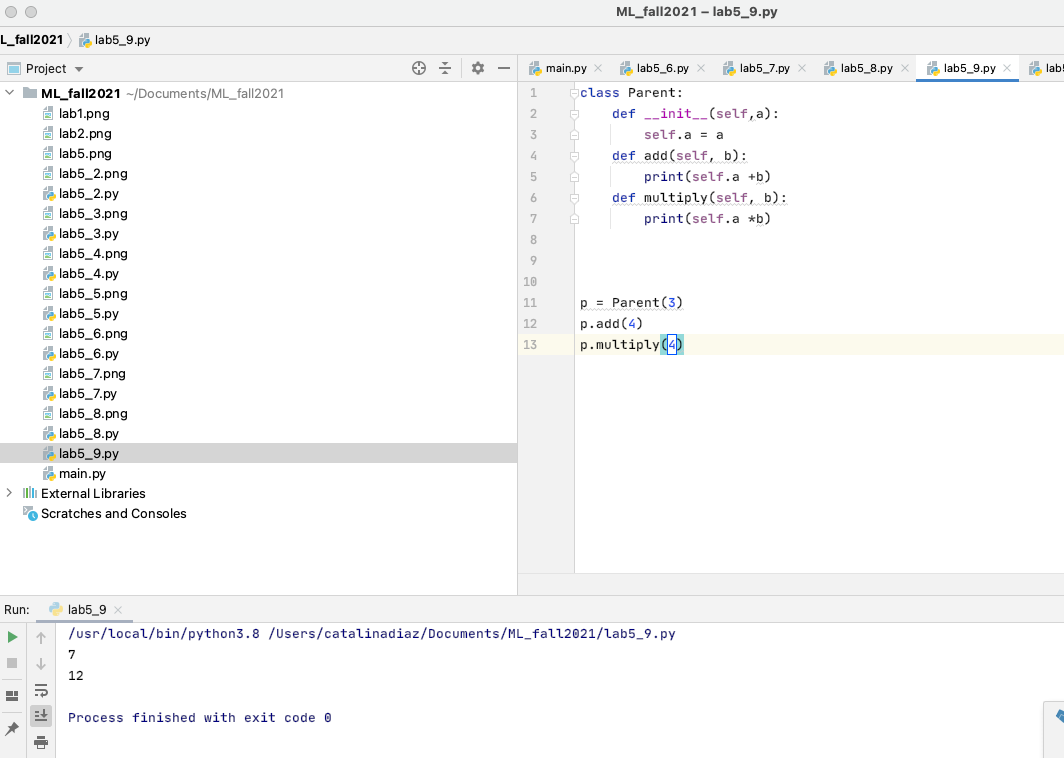 ML_fall2021 – lab5_9.py
L_fall2021 lab5_9.py
Project
main.py lab5_6.py lab5_7.py lab5_8.py lab5_9.py lab5
ML_fall2021 ~/Documents/ML_fall2021
lab1.png
lab2.png
lab5.png
lab5_2.png
lab5_2.py
lab5_3.png
lab5_3.py
lab5_4.png
lab5_4.py
lab5_5.png
lab5_5.py
lab5_6.png
lab5_6.py
lab5_7.png
lab5_7.py
lab5_8.png
lab5_8.py
lab5_9.py
main.py
External Libraries
Scratches and Consoles
1 class Parent:
2     def __init__(self,a):
3         self.a = a
4     def add(self, b):
5         print(self.a +b)
6     def multiply(self, b):
7         print(self.a *b)
8
9
10
11 p = Parent(3)
12 p.add(4)
13 p.multiply(4)
Run: lab5_9
/usr/local/bin/python3.8 /Users/catalinadiaz/Documents/ML_fall2021/lab5_9.py
7
12
Process finished with exit code 0